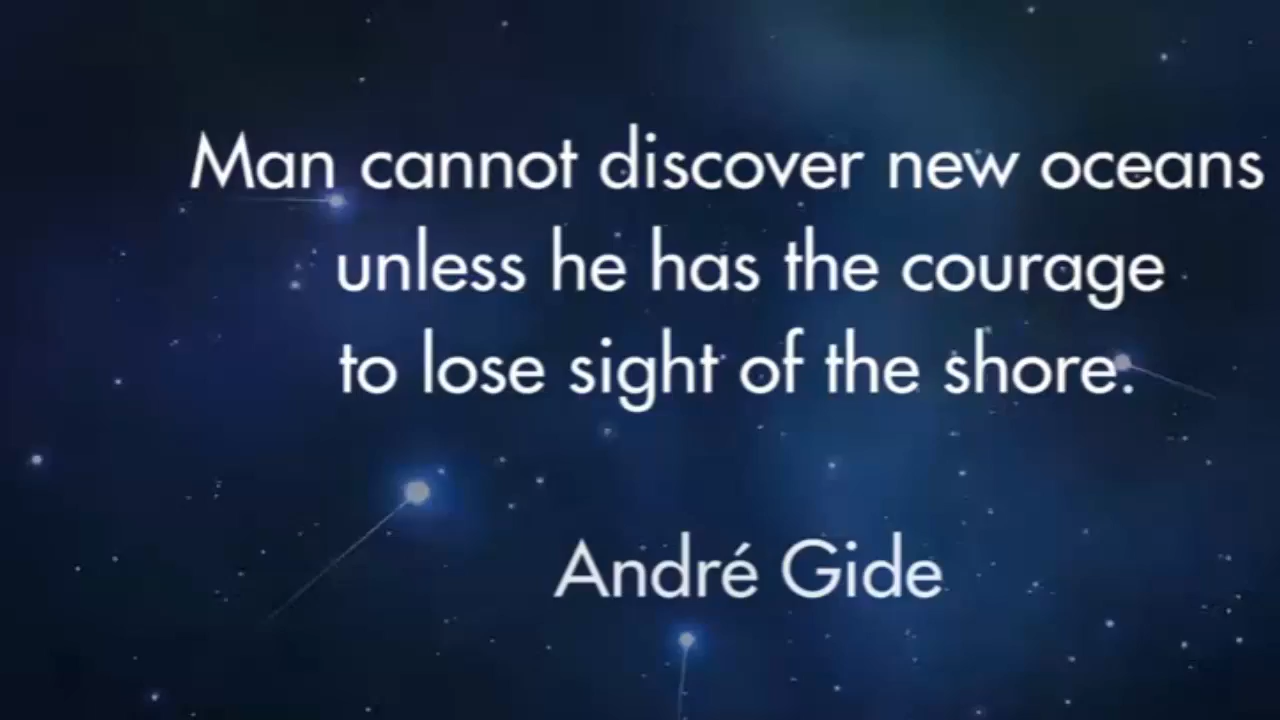 Man cannot discover new oceans
unless he has the courage
to lose sight of the shore.
André Gide